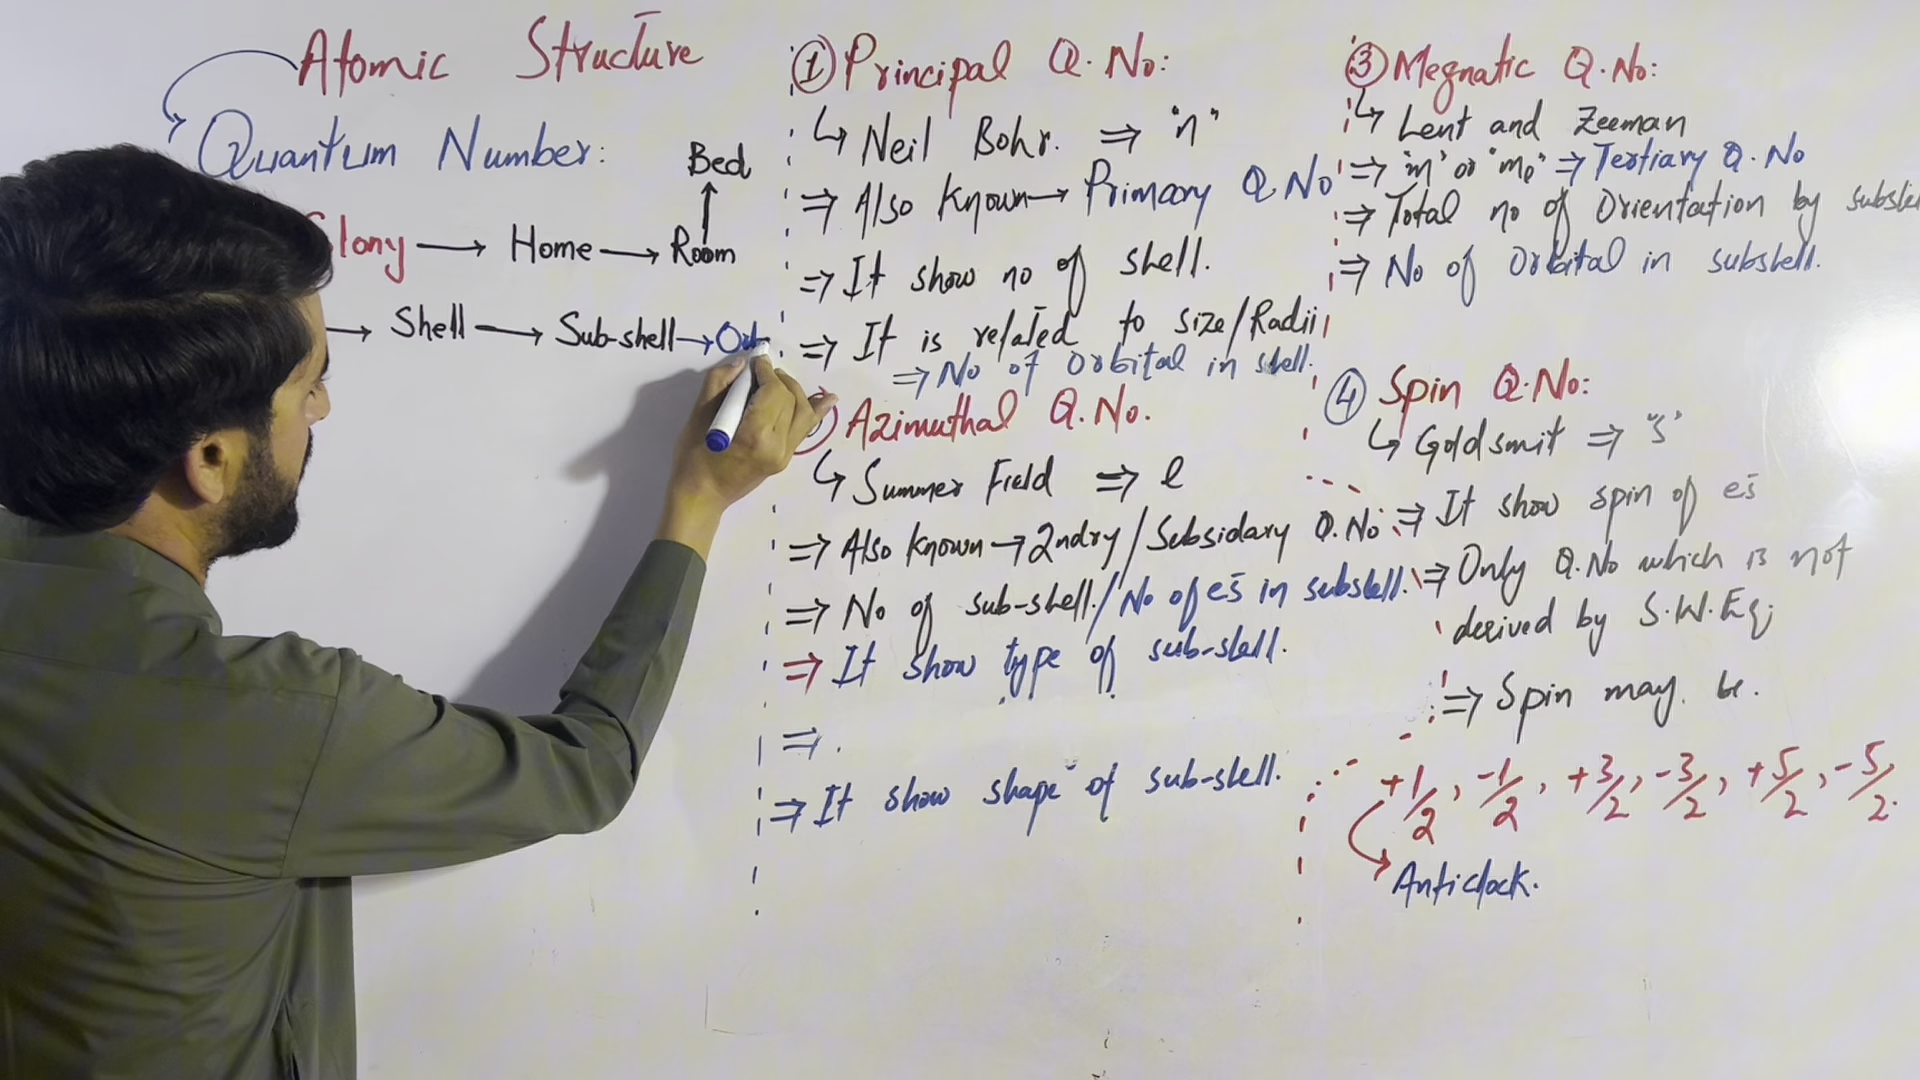 Atomic Structure
Quantum Number:
Bed
lony → Home → Room
→ Shell → Sub-shell → Orb
① Principal Q.No:
↳ Neil Bohr. ⇒ "n"
⇒ Also Known → Primary Q.No
⇒ It show no of shell.
⇒ It is related to size/Radii
⇒ No of Orbital in shell.
Azimuthal Q.No.
↳ Summer Field ⇒ l
⇒ Also Known → 2ndry/Subsidary Q.No
⇒ No of sub-shell./No of es̄ in subshell.
⇒ It show type of sub-shell.
⇒ .
⇒ It show shape of sub-shell.
③ Megnatic Q.No:
↳ Lent and Zeeman
⇒ "m" or "mₗ" ⇒ Tertiary Q.No
⇒ Total no of Orientation by subshe
⇒ No of Orbital in subshell.
④ Spin Q.No:
↳ Goldsmit ⇒ "s"
⇒ It show spin of es̄
⇒ Only Q.No which is not
derived by S.W.Eq;
⇒ Spin may be.
+1/2, -1/2, +3/2, -3/2, +5/2, -5/2.
Anticlock.